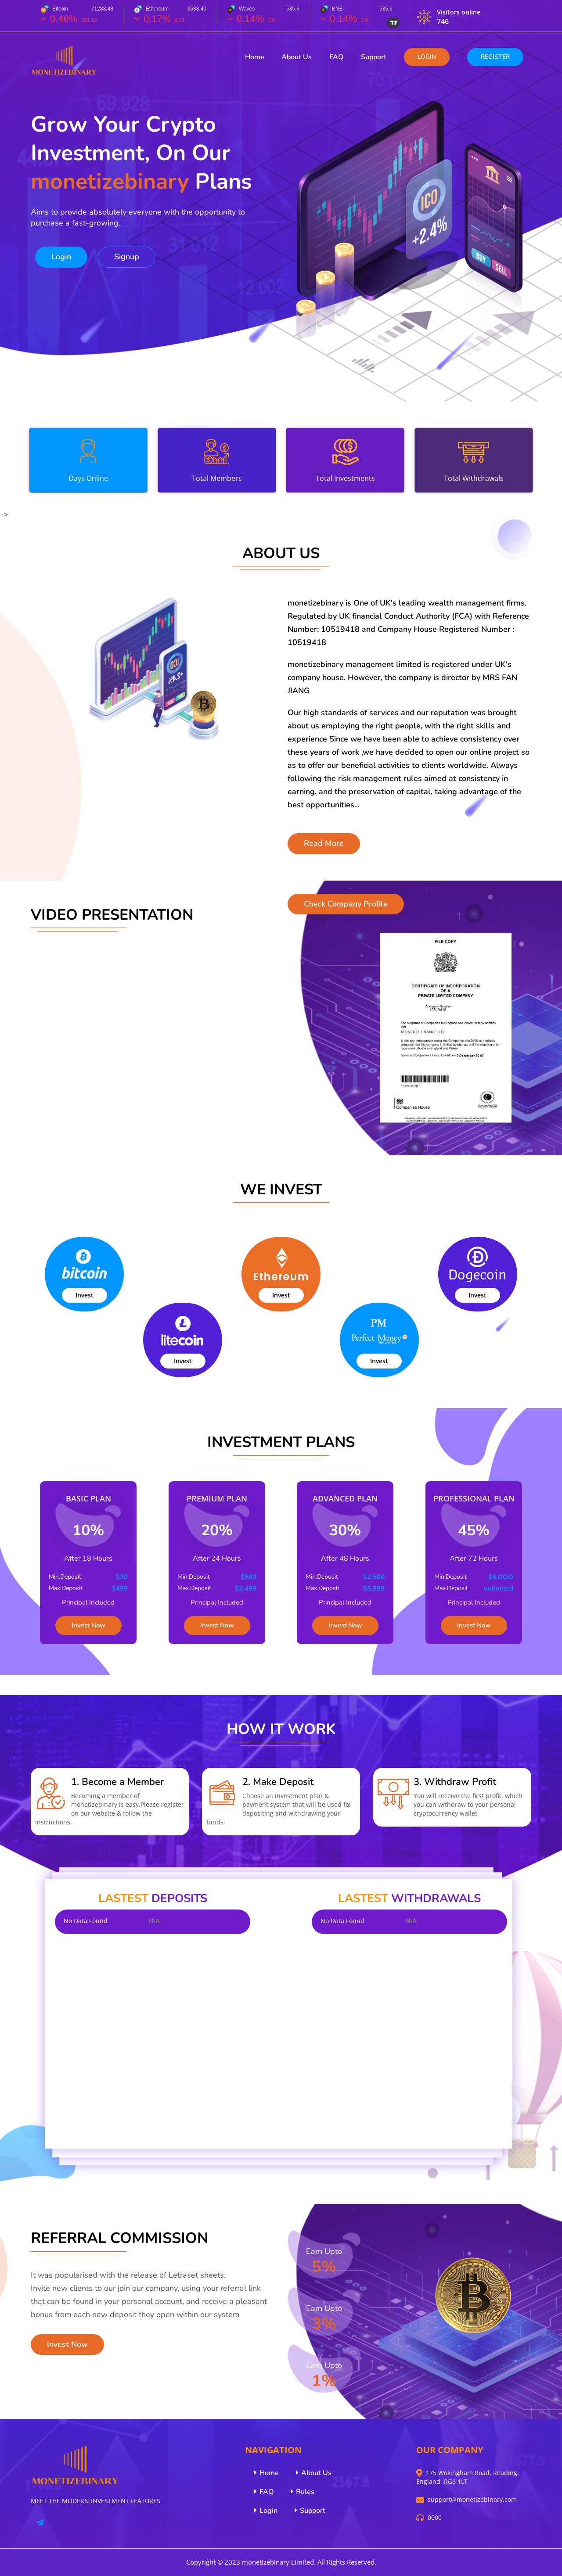 Bitcoin 71288.48
0.46%
Ethereum 3688.40
0.17% 6.21
Waves 585.6
0.14% 0.8
BNB 585.6
0.14% 0.8
Visitors online
746
MONETIZEBINARY
Home
About Us
FAQ
Support
LOGIN
REGISTER
Grow Your Crypto
Investment, On Our
monetizebinary Plans
Aims to provide absolutely everyone with the opportunity to
purchase a fast-growing.
Login
Signup
ICO
+2.4%
BUY
SELL
Days Online
Total Members
Total Investments
Total Withdrawals
-->
ABOUT US
monetizebinary is One of UK's leading wealth management firms.
Regulated by UK financial Conduct Authority (FCA) with Reference
Number: 10519418 and Company House Registered Number :
10519418
monetizebinary management limited is registered under UK's
company house. However, the company is director by MRS FAN
JIANG
Our high standards of services and our reputation was brought
about us employing the right people, with the right skills and
experience Since we have been able to achieve consistency over
these years of work ,we have decided to open our online project so
as to offer our beneficial activities to clients worldwide. Always
following the risk management rules aimed at consistency in
earning, and the preservation of capital, taking advantage of the
best opportunities...
Read More
VIDEO PRESENTATION
Check Company Profile
FILE COPY
CERTIFICATE OF INCORPORATION
OF A
PRIVATE LIMITED COMPANY
Company Number
The Registrar of Companies for England and Wales, hereby certifies
that
MONETIZE FINANCE LTD
Companies House
WE INVEST
bitcoin
Invest
Ethereum
Invest
Dogecoin
Invest
litecoin
Invest
PM
Perfect Money
Invest
INVESTMENT PLANS
BASIC PLAN
10%
After 18 Hours
Min.Deposit $30
Max.Deposit $499
Principal Included
Invest Now
PREMIUM PLAN
20%
After 24 Hours
Min.Deposit $500
Max.Deposit $2,499
Principal Included
Invest Now
ADVANCED PLAN
30%
After 48 Hours
Min.Deposit $2,500
Max.Deposit $5,999
Principal Included
Invest Now
PROFESSIONAL PLAN
45%
After 72 Hours
Min.Deposit $6,OOO
Max.Deposit unlimited
Principal Included
Invest Now
HOW IT WORK
1. Become a Member
Becoming a member of
monetizebinary is easy.Please register
on our website & follow the
instructions.
2. Make Deposit
Choose an investment plan &
payment system that will be used for
depositing and withdrawing your
funds.
3. Withdraw Profit
You will receive the first profit, which
you can withdraw to your personal
cryptocurrency wallet.
LASTEST DEPOSITS
No Data Found N/A
LASTEST WITHDRAWALS
No Data Found N/A
REFERRAL COMMISSION
It was popularised with the release of Letraset sheets.
Invite new clients to our join our company, using your referral link
that can be found in your personal account, and receive a pleasant
bonus from each new deposit they open within our system
Invest Now
Earn Upto
5%
Earn Upto
3%
Earn Upto
1%
MONETIZEBINARY
MEET THE MODERN INVESTMENT FEATURES
NAVIGATION
Home
About Us
FAQ
Rules
Login
Support
OUR COMPANY
175 Wokingham Road, Reading,
England, RG6 1LT
support@monetizebinary.com
0000
Copyright © 2023 monetizebinary Limited. All Rights Reserved.